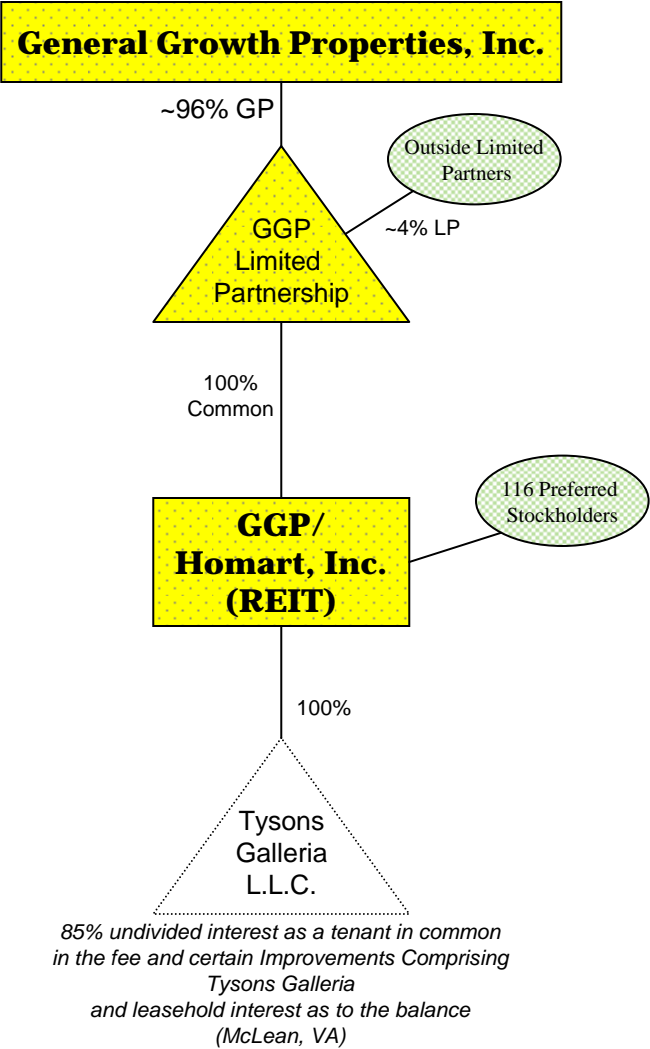 General Growth Properties, Inc.
~96% GP
Outside Limited
Partners
~4% LP
GGP
Limited
Partnership
100%
Common
116 Preferred
Stockholders
GGP/
Homart, Inc.
(REIT)
100%
Tysons
Galleria
L.L.C.
85% undivided interest as a tenant in common
in the fee and certain Improvements Comprising
Tysons Galleria
and leasehold interest as to the balance
(McLean, VA)